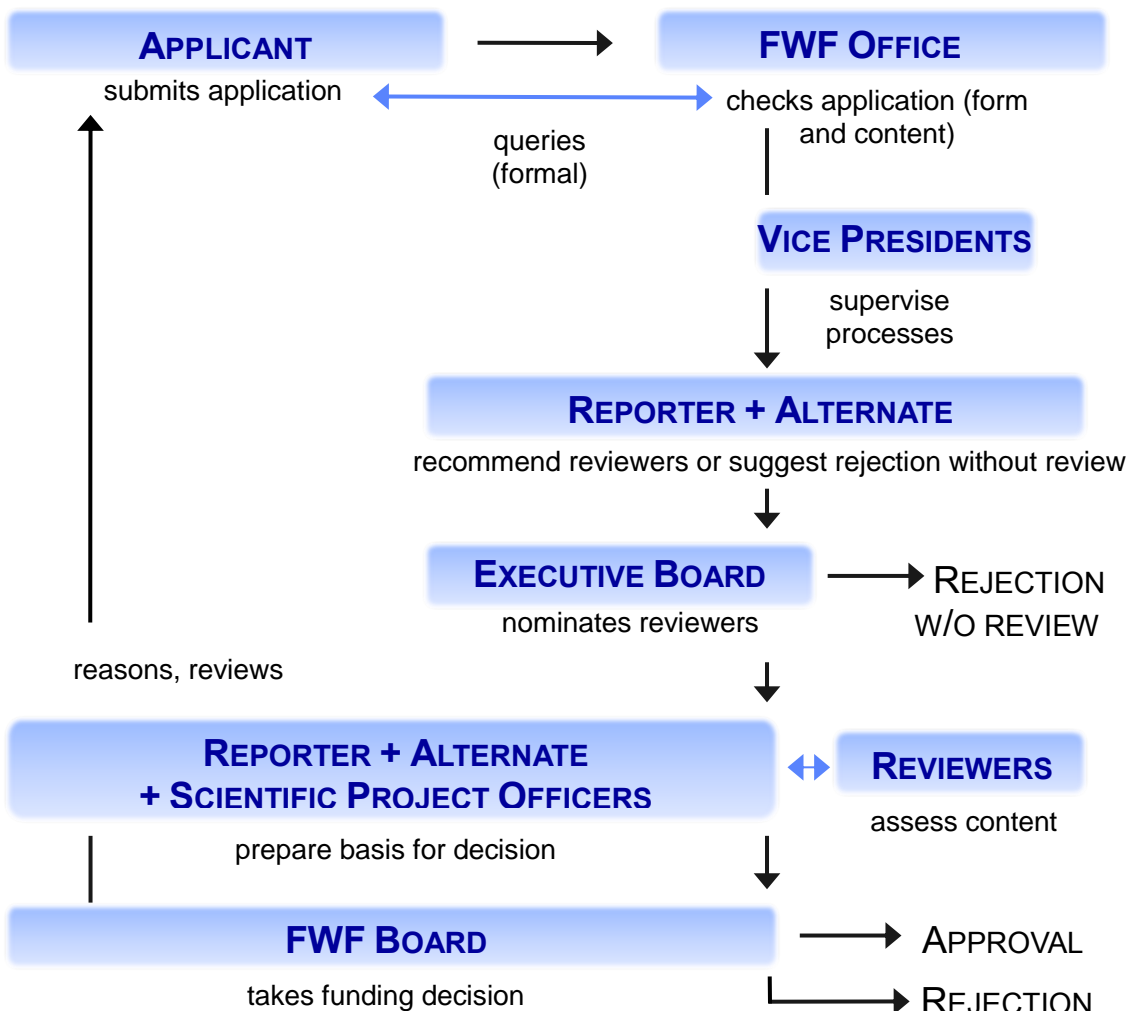 APPLICANT
FWF OFFICE
submits application
checks application (form
and content)
queries
(formal)
VICE PRESIDENTS
supervise
processes
REPORTER + ALTERNATE
recommend reviewers or suggest rejection without review
EXECUTIVE BOARD
REJECTION
W/O REVIEW
nominates reviewers
reasons, reviews
REPORTER + ALTERNATE
+ SCIENTIFIC PROJECT OFFICERS
REVIEWERS
assess content
prepare basis for decision
FWF BOARD
APPROVAL
takes funding decision
REJECTION